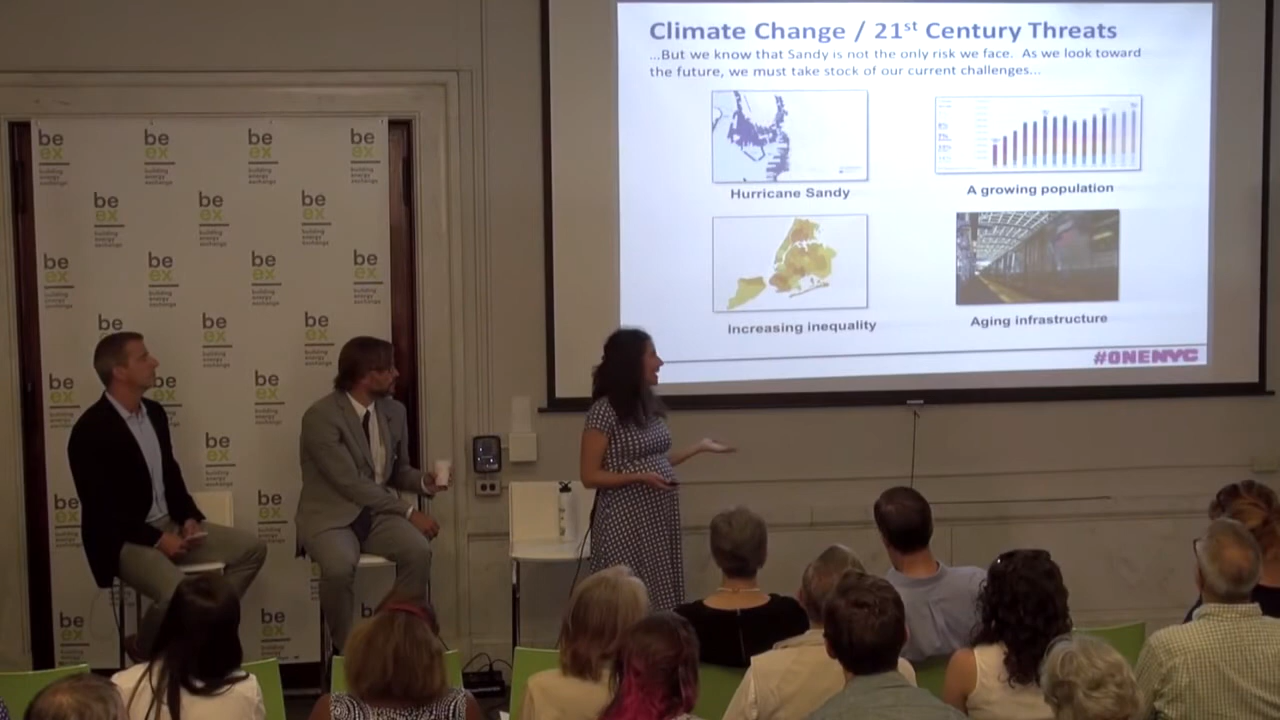 Climate Change / 21st Century Threats
...But we know that Sandy is not the only risk we face. As we look toward
the future, we must take stock of our current challenges...
Hurricane Sandy
A growing population
Increasing inequality
Aging infrastructure
#ONENYC
be
ex
building
energy
exchange